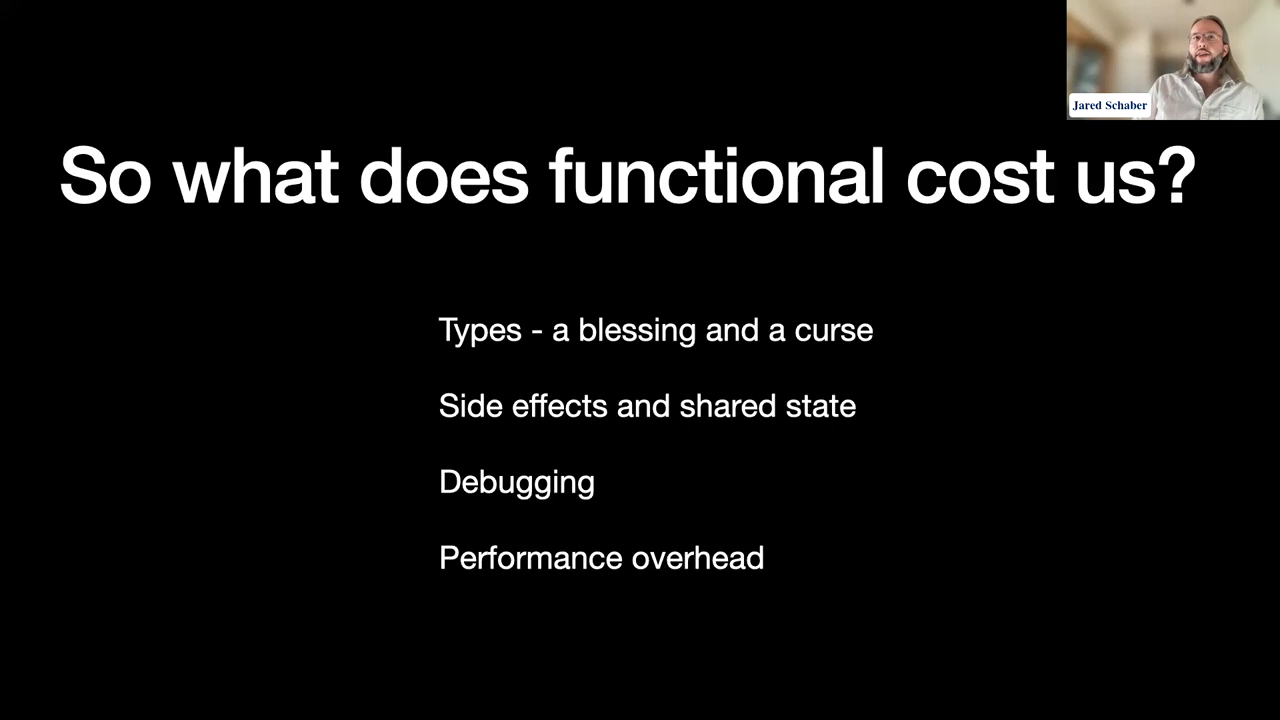 Jared Schaber
So what does functional cost us?
Types - a blessing and a curse
Side effects and shared state
Debugging
Performance overhead